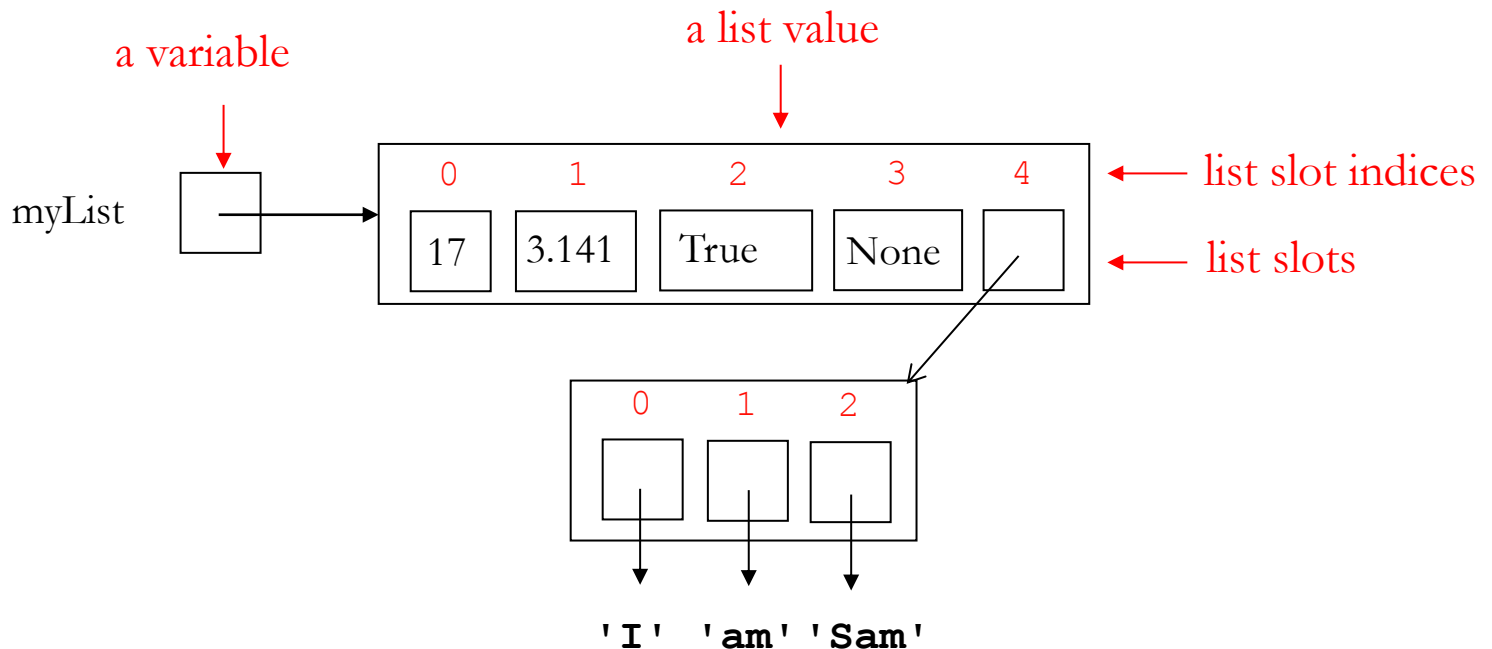 a list value
a variable
0 1 2 3 4
list slot indices
myList
17 3.141 True None
list slots
0 1 2
'I' 'am' 'Sam'